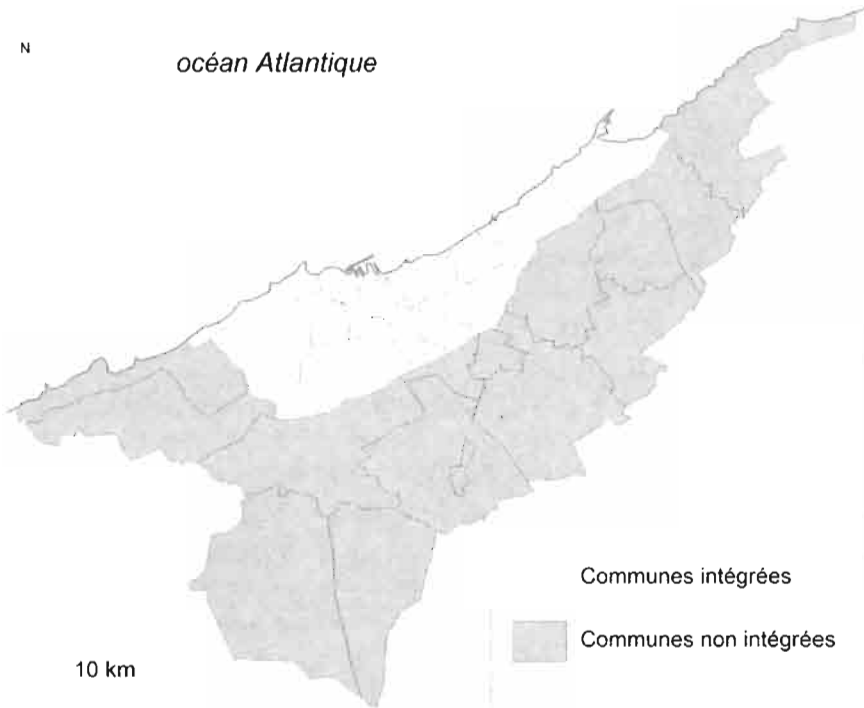 N
océan Atlantique
Communes intégrées
Communes non intégrées
10 km